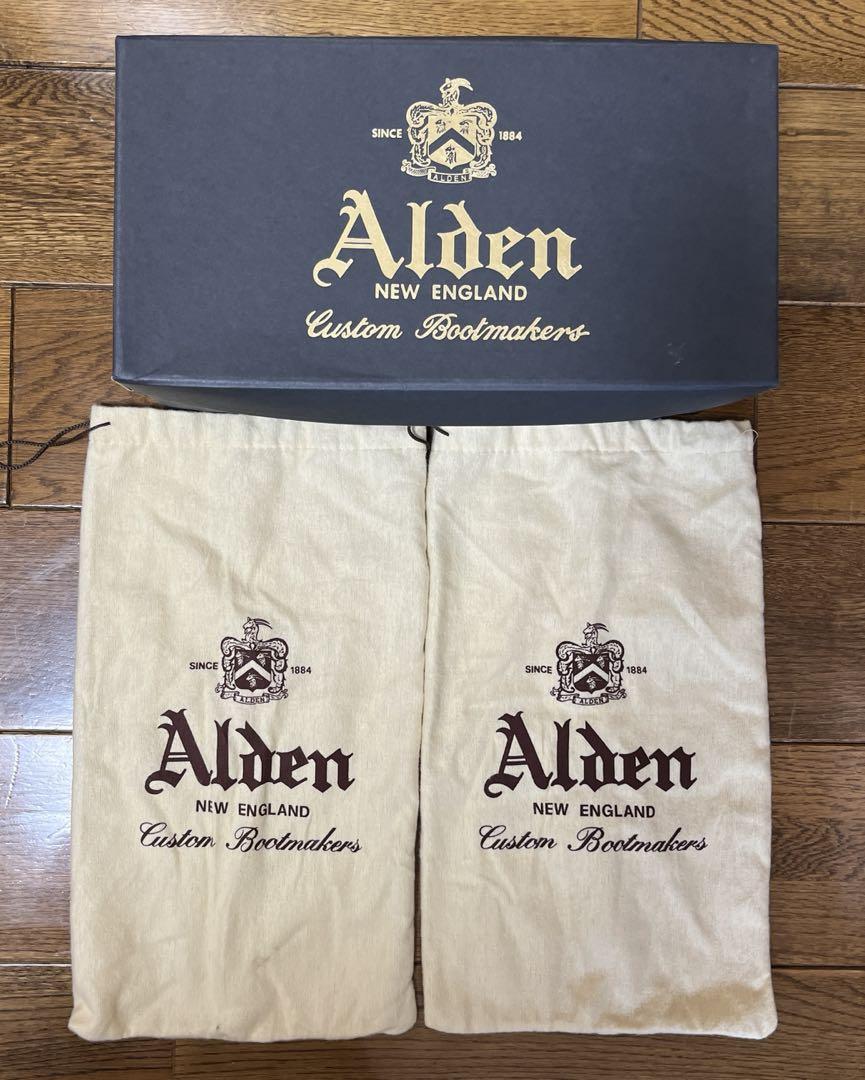 SINCE 1884
ALDEN
Alden
NEW ENGLAND
Custom Bootmakers
SINCE 1884
ALDEN
Alden
NEW ENGLAND
Custom Bootmakers
SINCE 1884
ALDEN
Alden
NEW ENGLAND
Custom Bootmakers